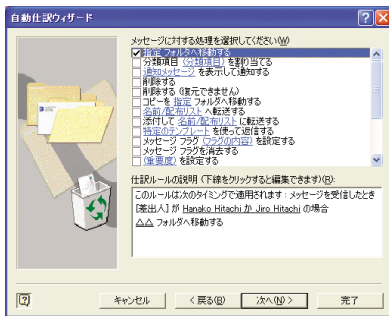 自動仕訳ウィザード
メッセージに対する処理を選択してください(W)
指定 フォルダへ移動する
分類項目 (分類項目) を割り当てる
通知メッセージ を表示して通知する
削除する
削除する (復元できません)
コピーを 指定 フォルダへ移動する
名前/配布リスト へ転送する
添付して 名前/配布リスト に転送する
特定のテンプレート を使って返信する
メッセージ フラグ (フラグの内容) を設定する
メッセージ フラグを消去する
(重要度) を設定する
仕訳ルールの説明 (下線をクリックすると編集できます)(R):
このルールは次のタイミングで適用されます : メッセージを受信したとき
[差出人] が Hanako Hitachi か Jiro Hitachi の場合
△△ フォルダへ移動する
キャンセル
< 戻る(B)
次へ(N) >
完了